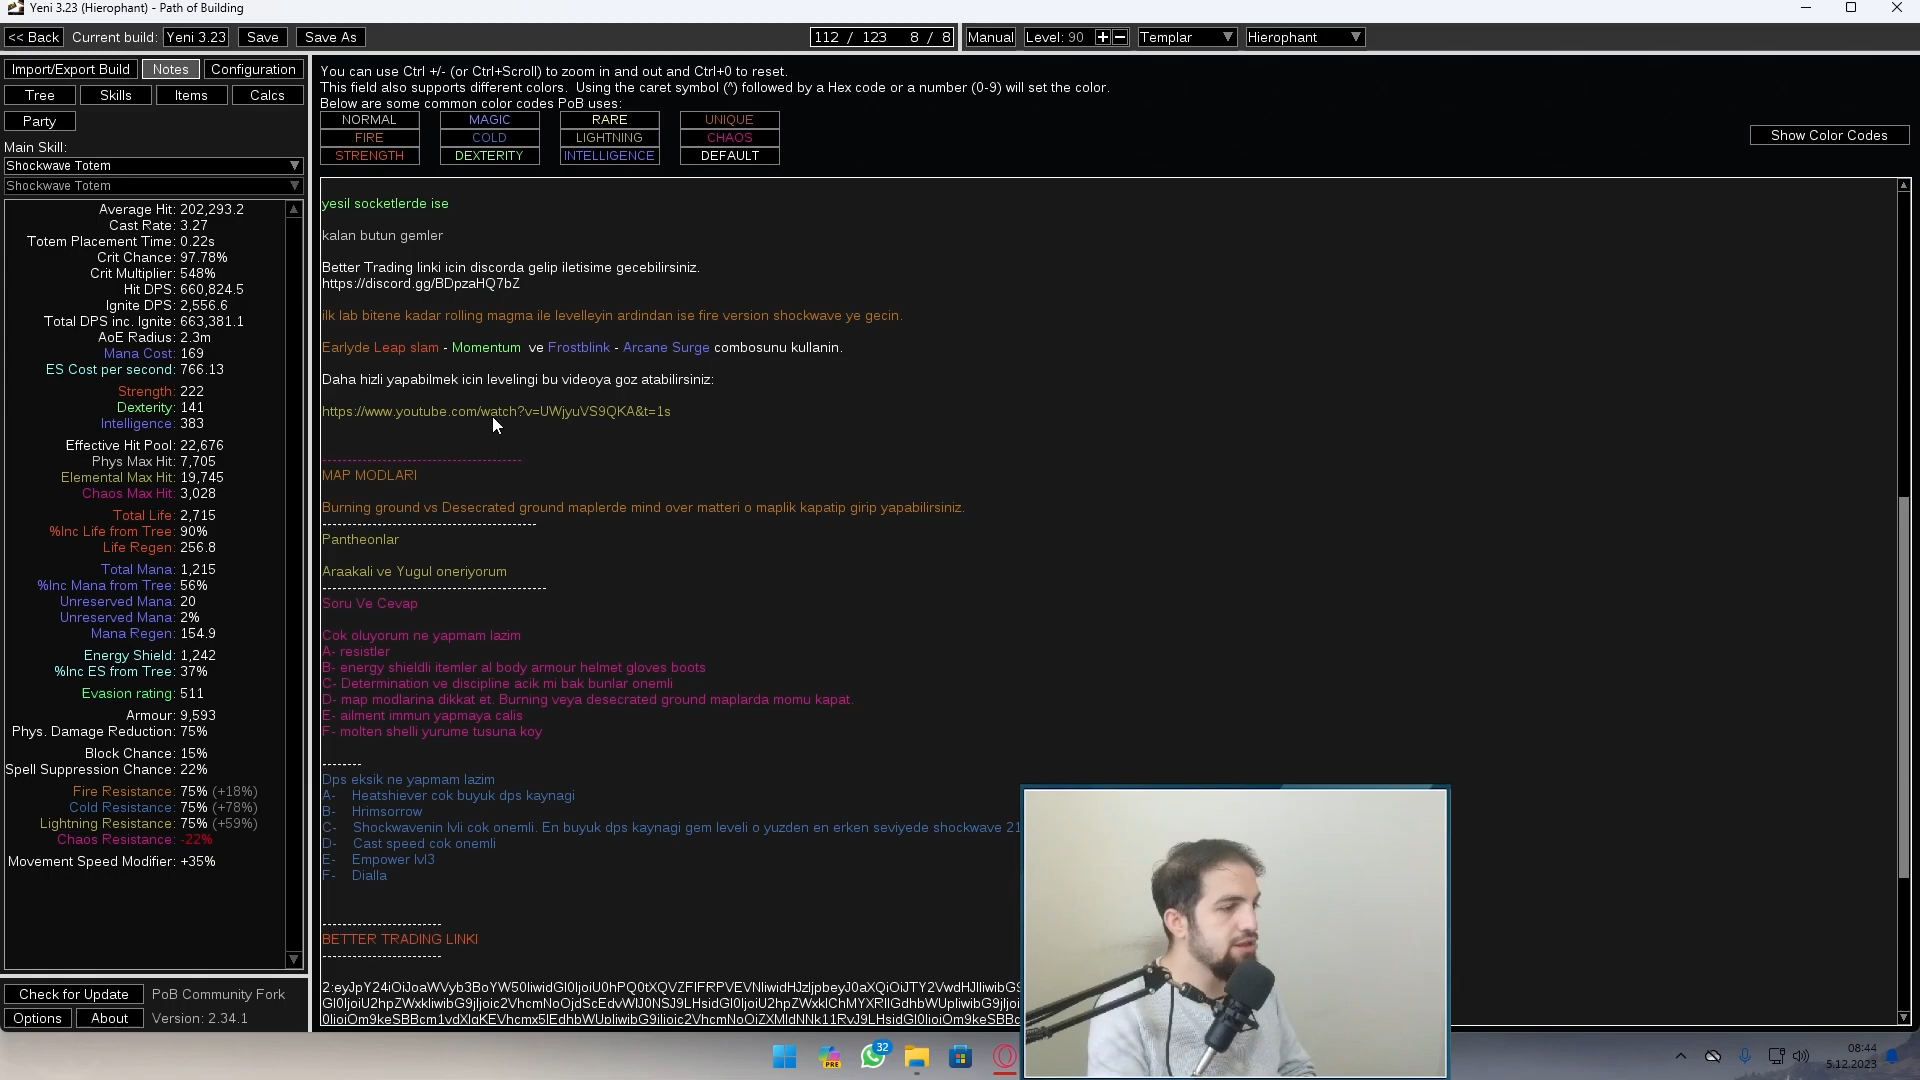 Yeni 3.23 (Hierophant) - Path of Building
<< Back Current build: Yeni 3.23 Save Save As 112 / 123 8 / 8 Manual Level: 90 Templar Hierophant
Import/Export Build Notes Configuration
Tree Skills Items Calcs
Party
Main Skill:
Shockwave Totem
Shockwave Totem
Average Hit: 202,293.2
Cast Rate: 3.27
Totem Placement Time: 0.22s
Crit Chance: 97.78%
Crit Multiplier: 548%
Hit DPS: 660,824.5
Ignite DPS: 2,556.6
Total DPS inc. Ignite: 663,381.1
AoE Radius: 2.3m
Mana Cost: 169
ES Cost per second: 766.13
Strength: 222
Dexterity: 141
Intelligence: 383
Effective Hit Pool: 22,676
Phys Max Hit: 7,705
Elemental Max Hit: 19,745
Chaos Max Hit: 3,028
Total Life: 2,715
%Inc Life from Tree: 90%
Life Regen: 256.8
Total Mana: 1,215
%Inc Mana from Tree: 56%
Unreserved Mana: 20
Unreserved Mana: 2%
Mana Regen: 154.9
Energy Shield: 1,242
%Inc ES from Tree: 37%
Evasion rating: 511
Armour: 9,593
Phys. Damage Reduction: 75%
Block Chance: 15%
Spell Suppression Chance: 22%
Fire Resistance: 75% (+18%)
Cold Resistance: 75% (+78%)
Lightning Resistance: 75% (+59%)
Chaos Resistance: -22%
Movement Speed Modifier: +35%
Check for Update PoB Community Fork
Options About Version: 2.34.1
You can use Ctrl +/- (or Ctrl+Scroll) to zoom in and out and Ctrl+0 to reset.
This field also supports different colors. Using the caret symbol (^) followed by a Hex code or a number (0-9) will set the color.
Below are some common color codes PoB uses:
NORMAL MAGIC RARE UNIQUE
FIRE COLD LIGHTNING CHAOS
STRENGTH DEXTERITY INTELLIGENCE DEFAULT
Show Color Codes
yesil socketlerde ise
kalan butun gemler
Better Trading linki icin discorda gelip iletisime gecebilirsiniz.
https://discord.gg/BDpzaHQ7bZ
ilk lab bitene kadar rolling magma ile levelleyin ardindan ise fire version shockwave ye gecin.
Earlyde Leap slam - Momentum ve Frostblink - Arcane Surge combosunu kullanin.
Daha hizli yapabilmek icin levelingi bu videoya goz atabilirsiniz:
https://www.youtube.com/watch?v=UWjyuVS9QKA&t=1s
----------------------------------------
MAP MODLARI
Burning ground vs Desecrated ground maplerde mind over matteri o maplik kapatip girip yapabilirsiniz.
-------------------------------------------
Pantheonlar
Araakali ve Yugul oneriyorum
---------------------------------------------
Soru Ve Cevap
Cok oluyorum ne yapmam lazim
A- resistler
B- energy shieldli itemler al body armour helmet gloves boots
C- Determination ve discipline acik mi bak bunlar onemli
D- map modlarina dikkat et. Burning veya desecrated ground maplarda momu kapat.
E- ailment immun yapmaya calis
F- molten shelli yurume tusuna koy
--------
Dps eksik ne yapmam lazim
A- Heatshiever cok buyuk dps kaynagi
B- Hrimsorrow
C- Shockwavenin lvli cok onemli. En buyuk dps kaynagi gem leveli o yuzden en erken seviyede shockwave 21
D- Cast speed cok onemli
E- Empower lvl3
F- Dialla
------------------------
BETTER TRADING LINKI
------------------------
PRE 32 08:44
5.12.2023